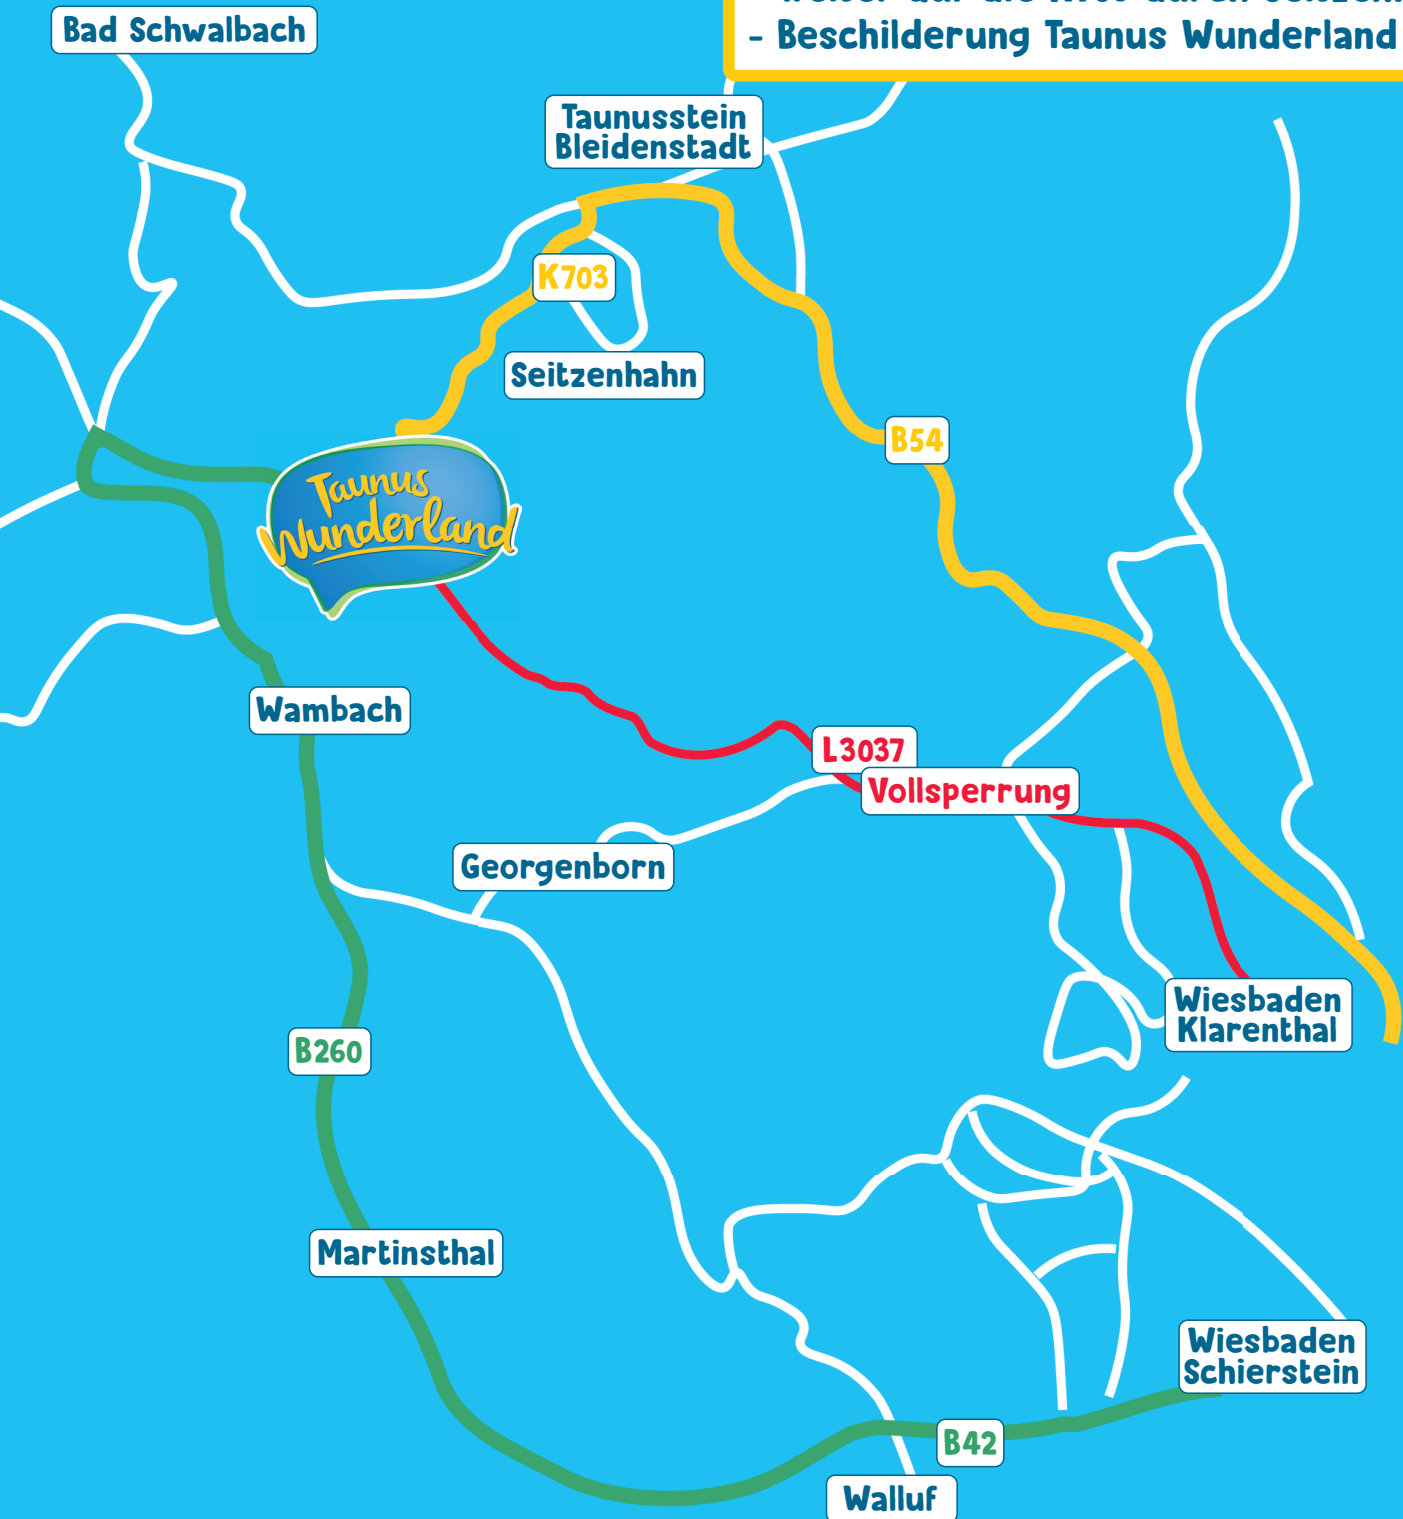 - Beschilderung Taunus Wunderland
Bad Schwalbach
Taunusstein
Bleidenstadt
K703
Seitzenhahn
B54
Taunus
Wunderland
Wambach
L3037
Vollsperrung
Georgenborn
Wiesbaden
Klarenthal
B260
Martinsthal
Wiesbaden
Schierstein
B42
Walluf